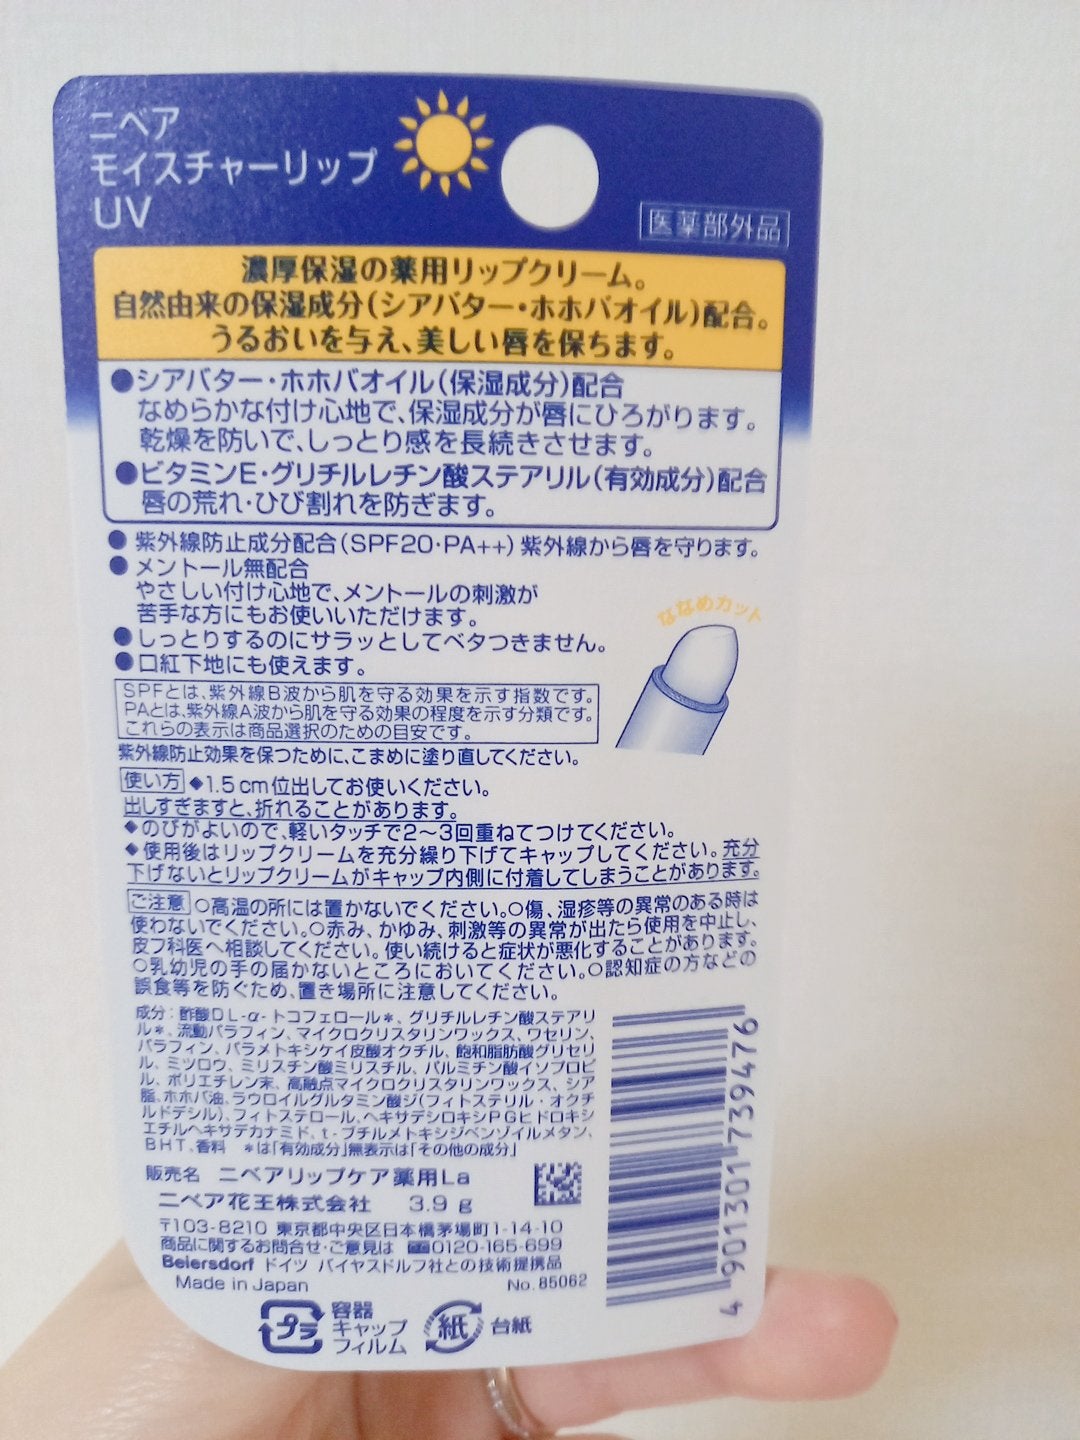 ニベア
モイスチャーリップ
UV
医薬部外品
濃厚保湿の薬用リップクリーム。
自然由来の保湿成分(シアバター・ホホバオイル)配合。
うるおいを与え、美しい唇を保ちます。
●シアバター・ホホバオイル(保湿成分)配合
なめらかな付け心地で、保湿成分が唇にひろがります。
乾燥を防いで、しっとり感を長続きさせます。
●ビタミンE・グリチルレチン酸ステアリル(有効成分)配合
唇の荒れ・ひび割れを防ぎます。
● 紫外線防止成分配合(SPF20・PA++) 紫外線から唇を守ります。
● メントール無配合
やさしい付け心地で、メントールの刺激が
苦手な方にもお使いいただけます。
●しっとりするのにサラッとしてベタつきません。
●口紅下地にも使えます。
ななめカット
SPFとは、紫外線B波から肌を守る効果を示す指数です。
PAとは、紫外線A波から肌を守る効果の程度を示す分類です。
これらの表示は商品選択のための目安です。
紫外線防止効果を保つために、こまめに塗り直してください。
使い方 ◆1.5cm位出してお使いください。
出しすぎますと、折れることがあります。
◆のびがよいので、軽いタッチで2～3回重ねてつけてください。
◆使用後はリップクリームを充分繰り下げてキャップしてください。充分
下げないとリップクリームがキャップ内側に付着してしまうことがあります。
ご注意 ○高温の所には置かないでください。○傷、湿疹等の異常のある時は
使わないでください。○赤み、かゆみ、刺激等の異常が出たら使用を中止し、
皮フ科医へ相談してください。使い続けると症状が悪化することがあります。
○乳幼児の手の届かないところにおいてください。○認知症の方などの
誤食等を防ぐため、置き場所に注意してください。
成分：酢酸DL-α-トコフェロール＊、グリチルレチン酸ステアリ
ル＊、流動パラフィン、マイクロクリスタリンワックス、ワセリン、
パラフィン、パラメトキシケイ皮酸オクチル、飽和脂肪酸グリセリ
ル、ミツロウ、ミリスチン酸ミリスチル、パルミチン酸イソプロピ
ル、ポリエチレン末、高融点マイクロクリスタリンワックス、シア
脂、ホホバ油、ラウロイルグルタミン酸ジ(フィトステリル・オクチ
ルドデシル)、フィトステロール、ヘキサデシロキシPGヒドロキシ
エチルヘキサデカナミド、t-ブチルメトキシジベンゾイルメタン、
BHT、香料 ＊は「有効成分」無表示は「その他の成分」
販売名 ニベアリップケア薬用La
ニベア花王株式会社 3.9 g
〒103-8210 東京都中央区日本橋茅場町1-14-10
商品に関するお問合せ・ご意見は 0120-165-699
Beiersdorf ドイツ バイヤスドルフ社との技術提携品
Made in Japan No.85062
プラ 容器
キャップ
フィルム
紙 台紙
4 901301 739476